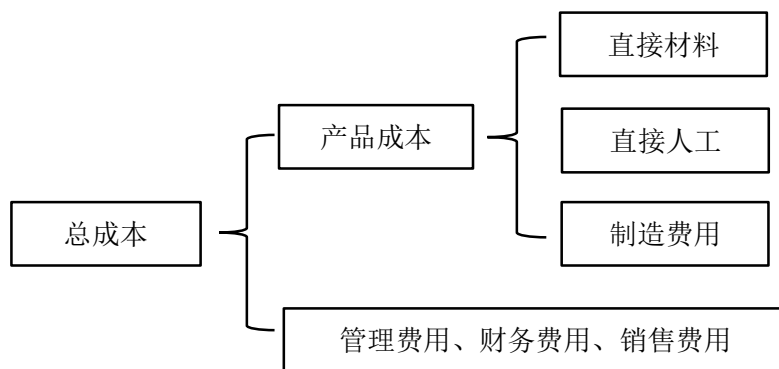 直接材料
产品成本
直接人工
总成本
制造费用
管理费用、财务费用、销售费用